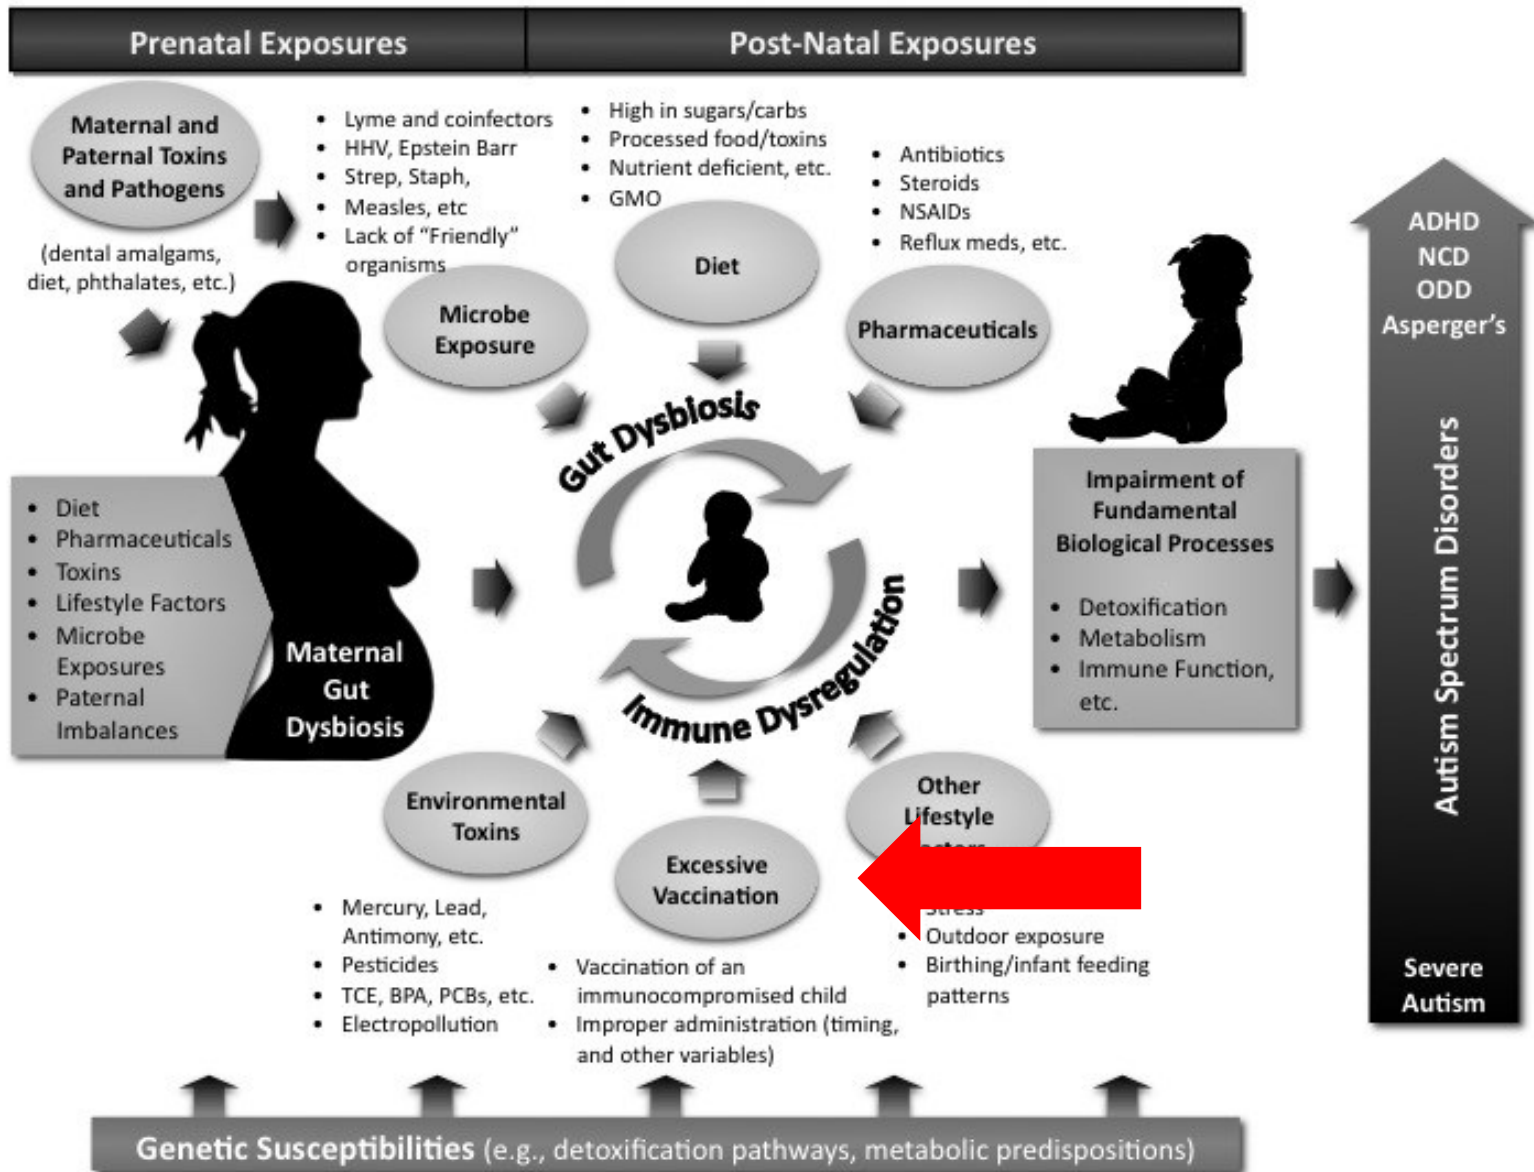 Prenatal Exposures
Post-Natal Exposures
Maternal and
Paternal Toxins
and Pathogens
(dental amalgams,
diet, phthalates, etc.)
• Lyme and coinfectors
• HHV, Epstein Barr
• Strep, Staph,
• Measles, etc
• Lack of “Friendly”
organisms
Microbe
Exposure
• High in sugars/carbs
• Processed food/toxins
• Nutrient deficient, etc.
• GMO
Diet
• Antibiotics
• Steroids
• NSAIDs
• Reflux meds, etc.
Pharmaceuticals
• Diet
• Pharmaceuticals
• Toxins
• Lifestyle Factors
• Microbe
Exposures
• Paternal
Imbalances
Maternal
Gut
Dysbiosis
Gut Dysbiosis
Immune Dysregulation
Impairment of
Fundamental
Biological Processes
• Detoxification
• Metabolism
• Immune Function,
etc.
ADHD
NCD
ODD
Asperger’s
Autism Spectrum Disorders
Severe
Autism
Environmental
Toxins
• Mercury, Lead,
Antimony, etc.
• Pesticides
• TCE, BPA, PCBs, etc.
• Electropollution
Excessive
Vaccination
• Vaccination of an
immunocompromised child
• Improper administration (timing,
and other variables)
Other
Lifestyle
Stress
• Outdoor exposure
• Birthing/infant feeding
patterns
Genetic Susceptibilities (e.g., detoxification pathways, metabolic predispositions)